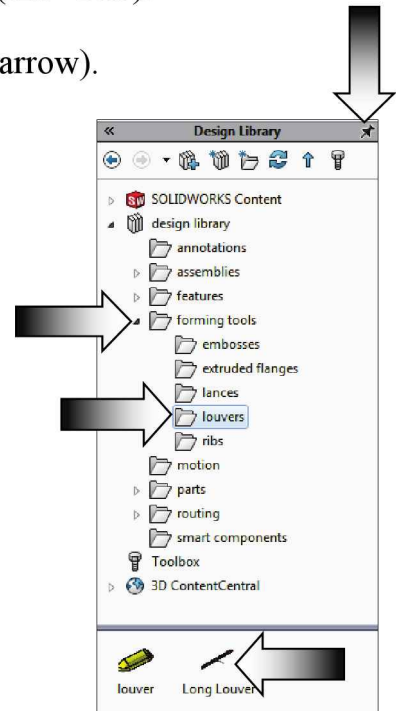 arrow).
Design Library
SW SOLIDWORKS Content
design library
annotations
assemblies
features
forming tools
embosses
extruded flanges
lances
louvers
ribs
motion
parts
routing
smart components
Toolbox
3D ContentCentral
louver Long Louver